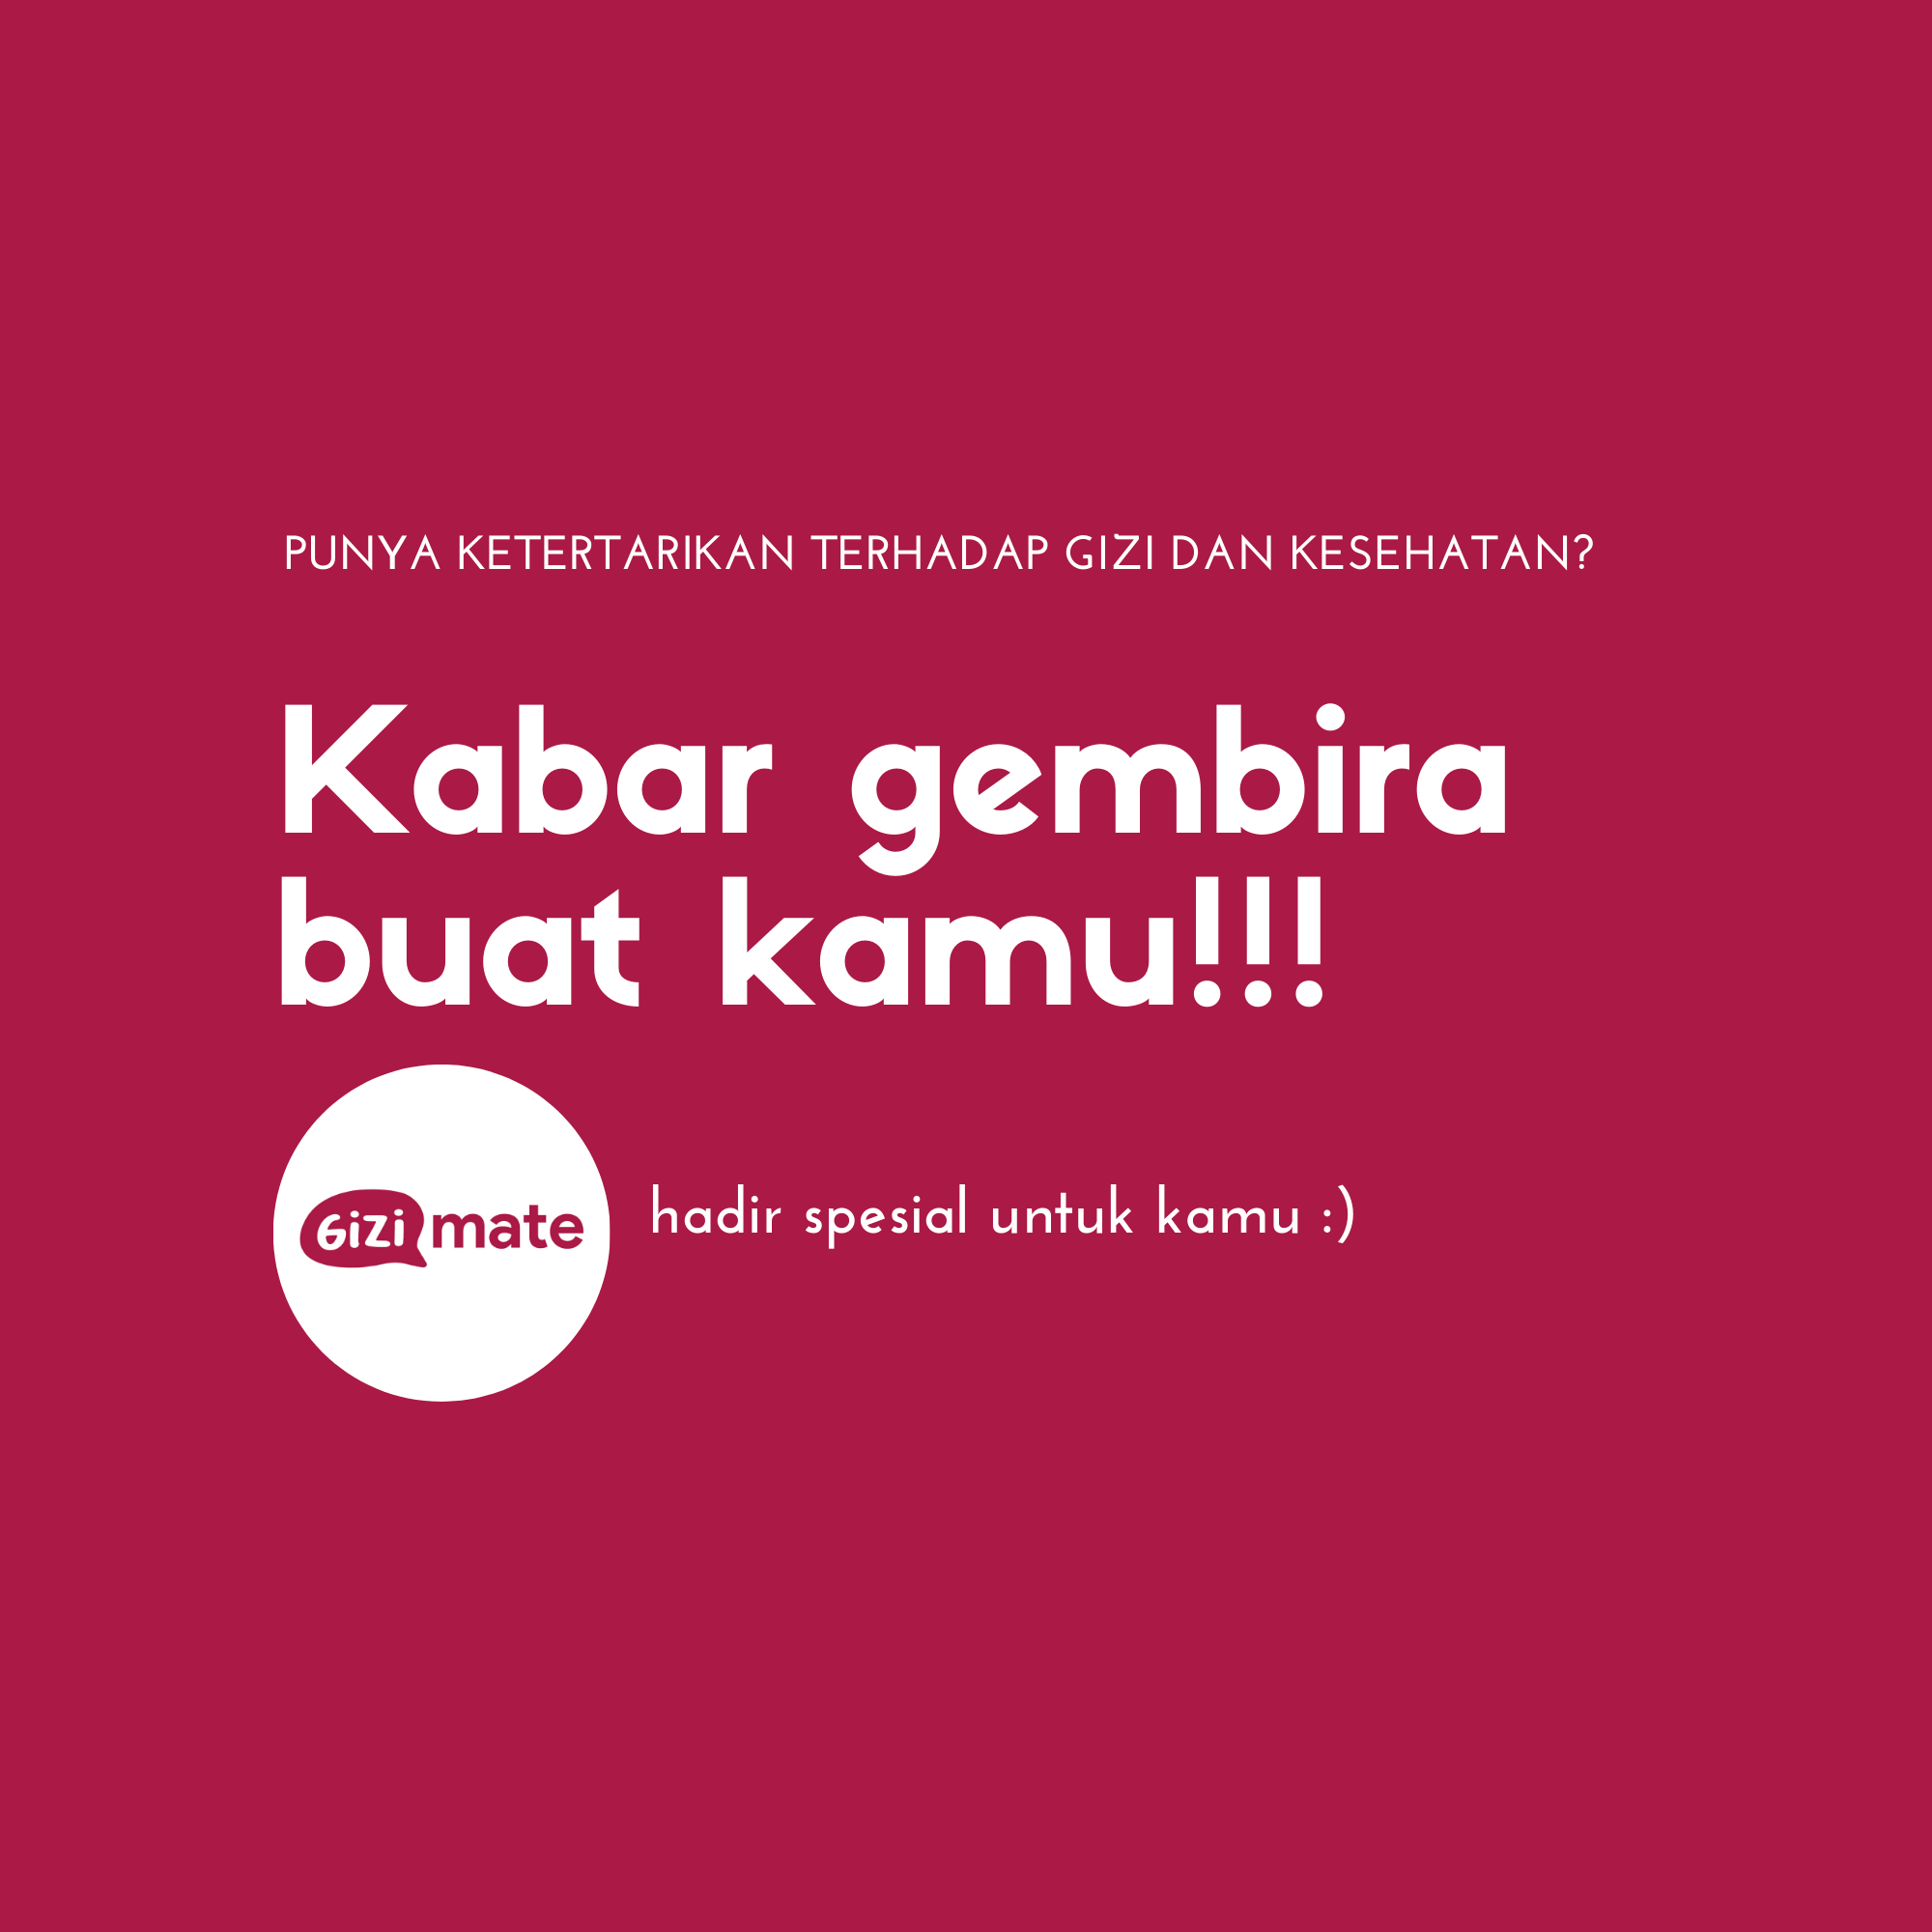 PUNYA KETERTARIKAN TERHADAP GIZI DAN KESEHATAN?
Kabar gembira
buat kamu!!!
Gizi mate
hadir spesial untuk kamu :)